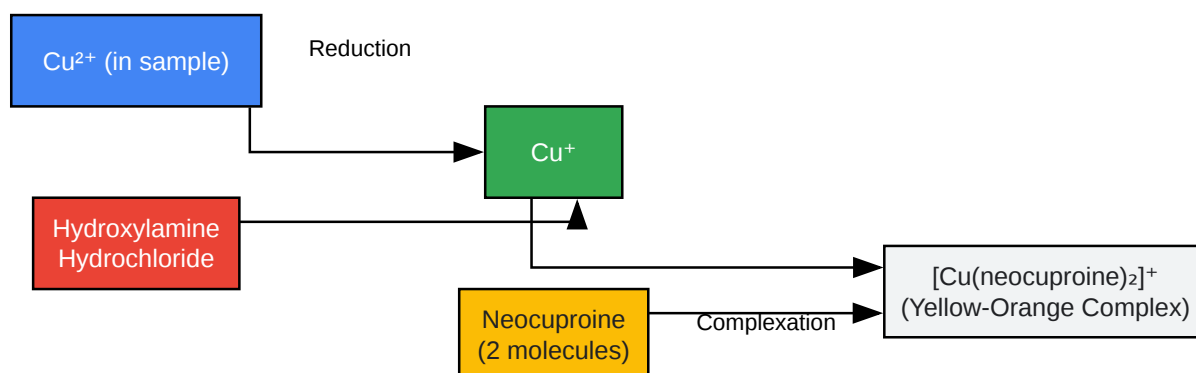 Cu²⁺ (in sample)
Reduction
Cu⁺
Hydroxylamine
Hydrochloride
[Cu(neocuproine)₂]⁺
(Yellow-Orange Complex)
Neocuproine
(2 molecules)
Complexation